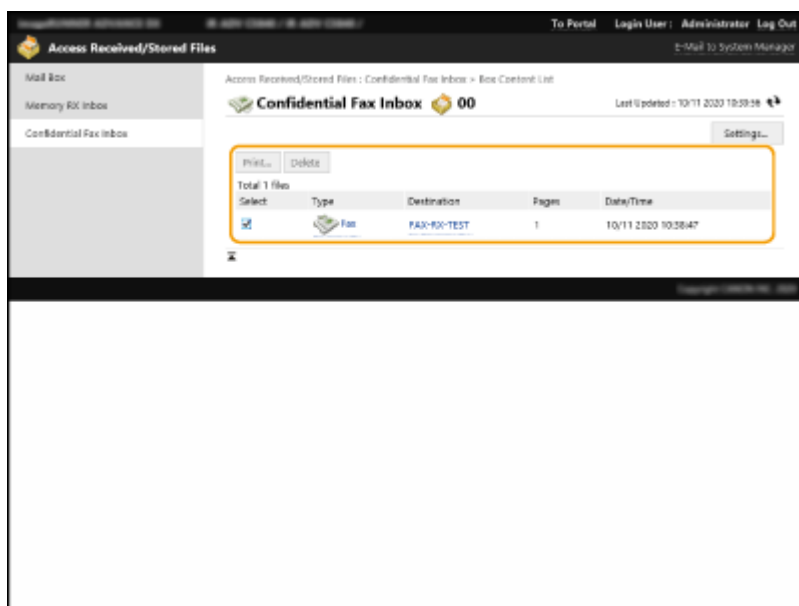 To Portal Login User : Administrator Log Out
Access Received/Stored Files
E-Mail to System Manager
Mail Box
Memory RX Inbox
Confidential Fax Inbox
Access Received/Stored Files : Confidential Fax Inbox > Box Content List
Confidential Fax Inbox 00
Last Updated : 10/11 2020 10:39:56
Settings...
Print... Delete
Total 1 files
Select Type Destination Pages Date/Time
Fax FAX-RX-TEST 1 10/11 2020 10:38:47